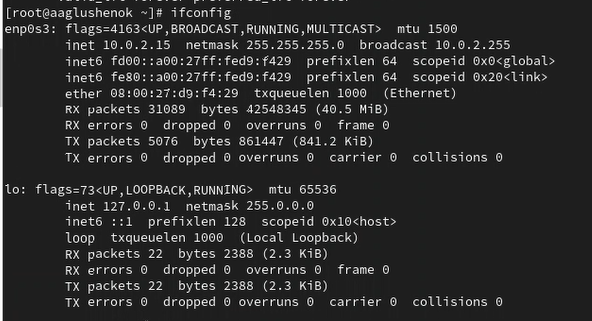 [root@aaglushenok ~]# ifconfig
enp0s3: flags=4163<UP,BROADCAST,RUNNING,MULTICAST>  mtu 1500
        inet 10.0.2.15  netmask 255.255.255.0  broadcast 10.0.2.255
        inet6 fd00::a00:27ff:fed9:f429  prefixlen 64  scopeid 0x0<global>
        inet6 fe80::a00:27ff:fed9:f429  prefixlen 64  scopeid 0x20<link>
        ether 08:00:27:d9:f4:29  txqueuelen 1000  (Ethernet)
        RX packets 31089  bytes 42548345 (40.5 MiB)
        RX errors 0  dropped 0  overruns 0  frame 0
        TX packets 5076  bytes 861447 (841.2 KiB)
        TX errors 0  dropped 0 overruns 0  carrier 0  collisions 0

lo: flags=73<UP,LOOPBACK,RUNNING>  mtu 65536
        inet 127.0.0.1  netmask 255.0.0.0
        inet6 ::1  prefixlen 128  scopeid 0x10<host>
        loop  txqueuelen 1000  (Local Loopback)
        RX packets 22  bytes 2388 (2.3 KiB)
        RX errors 0  dropped 0  overruns 0  frame 0
        TX packets 22  bytes 2388 (2.3 KiB)
        TX errors 0  dropped 0 overruns 0  carrier 0  collisions 0